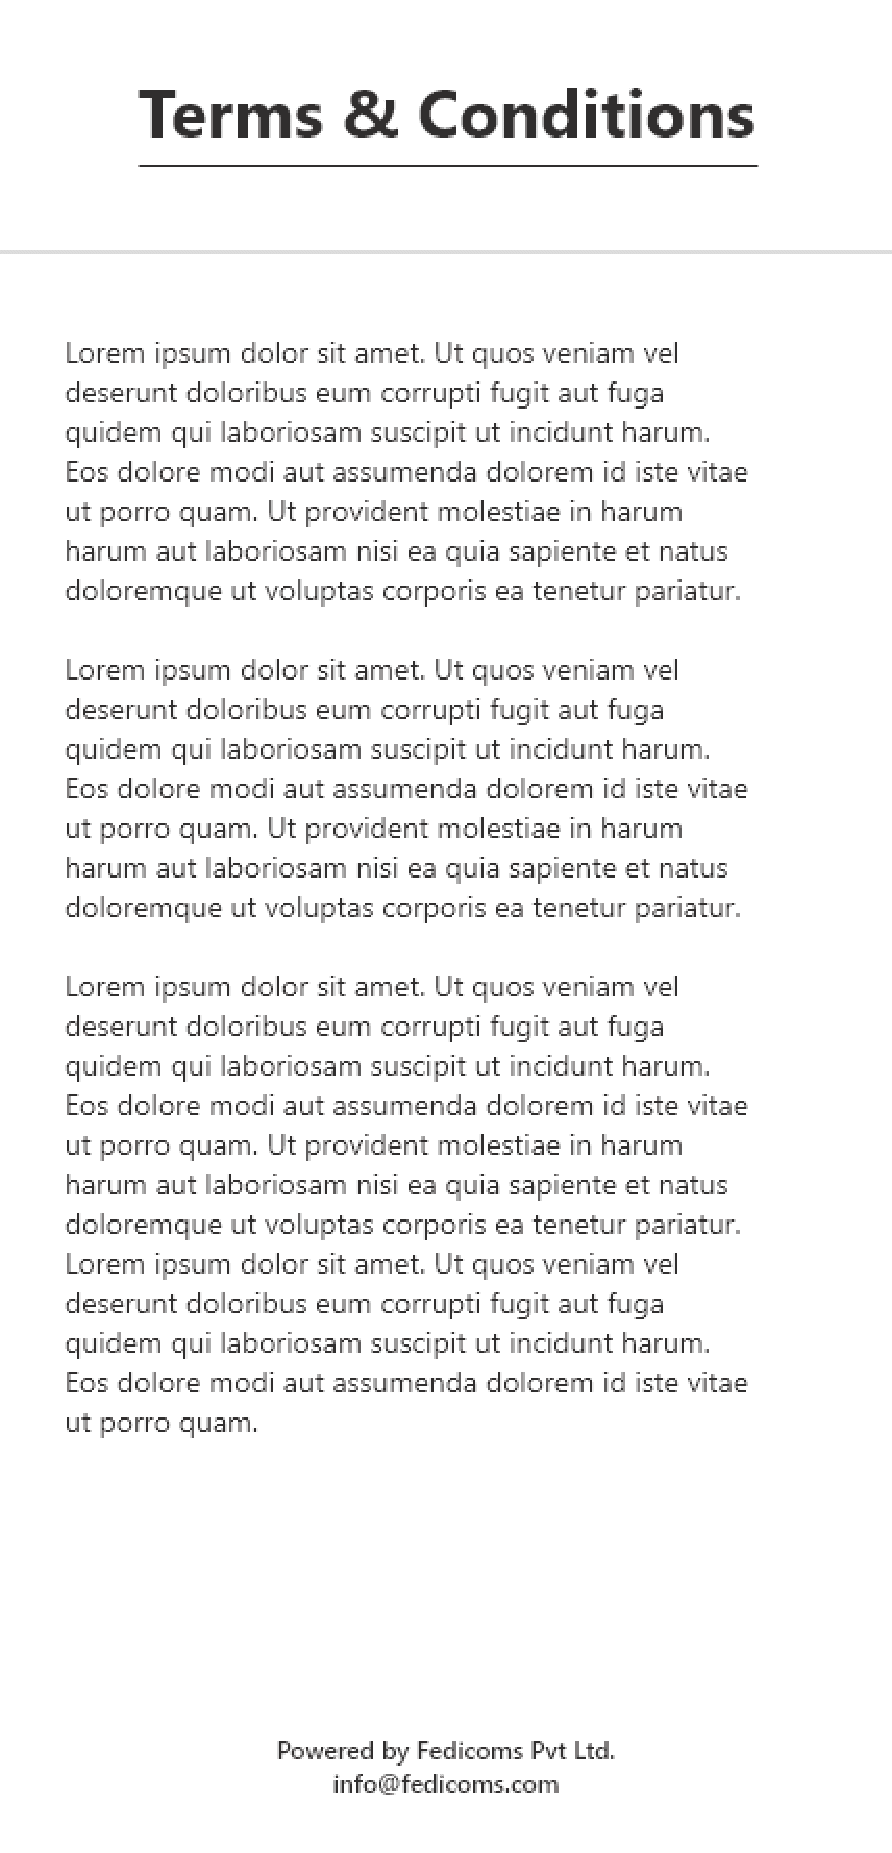 Terms & Conditions
Lorem ipsum dolor sit amet. Ut quos veniam vel
deserunt doloribus eum corrupti fugit aut fuga
quidem qui laboriosam suscipit ut incidunt harum.
Eos dolore modi aut assumenda dolorem id iste vitae
ut porro quam. Ut provident molestiae in harum
harum aut laboriosam nisi ea quia sapiente et natus
doloremque ut voluptas corporis ea tenetur pariatur.
Lorem ipsum dolor sit amet. Ut quos veniam vel
deserunt doloribus eum corrupti fugit aut fuga
quidem qui laboriosam suscipit ut incidunt harum.
Eos dolore modi aut assumenda dolorem id iste vitae
ut porro quam. Ut provident molestiae in harum
harum aut laboriosam nisi ea quia sapiente et natus
doloremque ut voluptas corporis ea tenetur pariatur.
Lorem ipsum dolor sit amet. Ut quos veniam vel
deserunt doloribus eum corrupti fugit aut fuga
quidem qui laboriosam suscipit ut incidunt harum.
Eos dolore modi aut assumenda dolorem id iste vitae
ut porro quam. Ut provident molestiae in harum
harum aut laboriosam nisi ea quia sapiente et natus
doloremque ut voluptas corporis ea tenetur pariatur.
Lorem ipsum dolor sit amet. Ut quos veniam vel
deserunt doloribus eum corrupti fugit aut fuga
quidem qui laboriosam suscipit ut incidunt harum.
Eos dolore modi aut assumenda dolorem id iste vitae
ut porro quam.
Powered by Fedicoms Pvt Ltd.
info@fedicoms.com